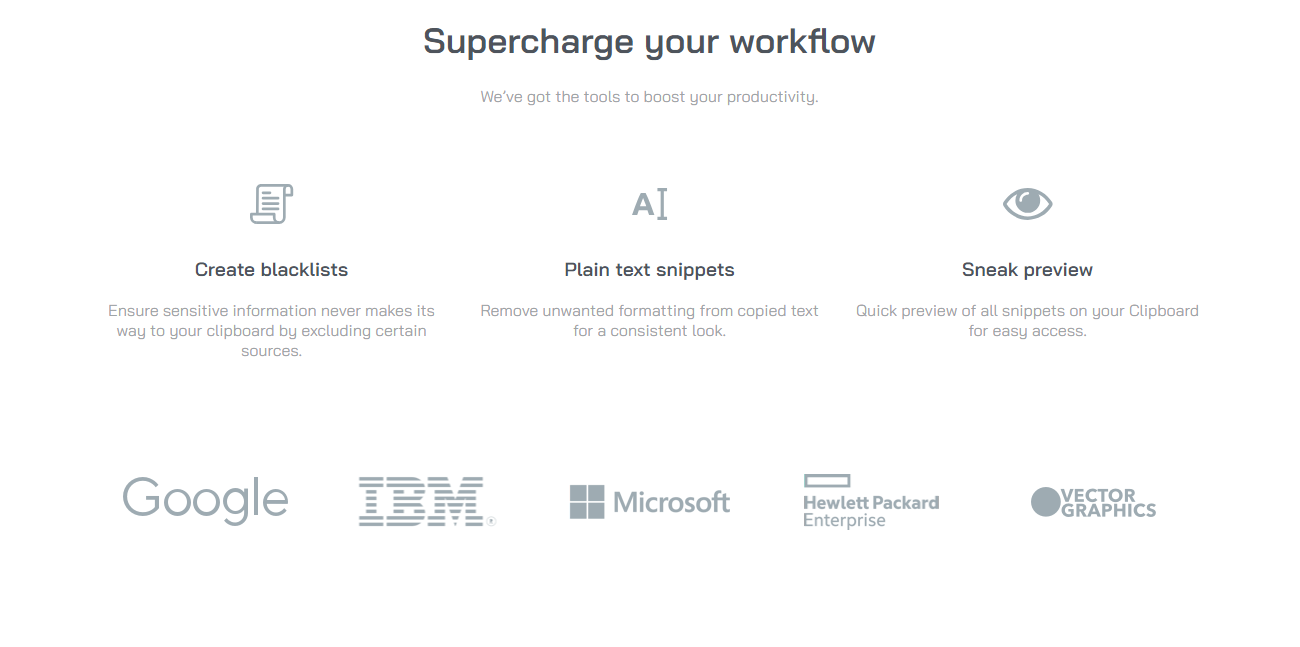 Supercharge your workflow
We've got the tools to boost your productivity.
A
Create blacklists
Plain text snippets
Sneak preview
Ensure sensitive information never makes its
way to your clipboard by excluding certain
sources.
Remove unwanted formatting from copied text
for a consistent look.
Quick preview of all snippets on your Clipboard
for easy access.
Google
IBM®
Microsoft
Hewlett Packard
Enterprise
VECTOR
GRAPHICS